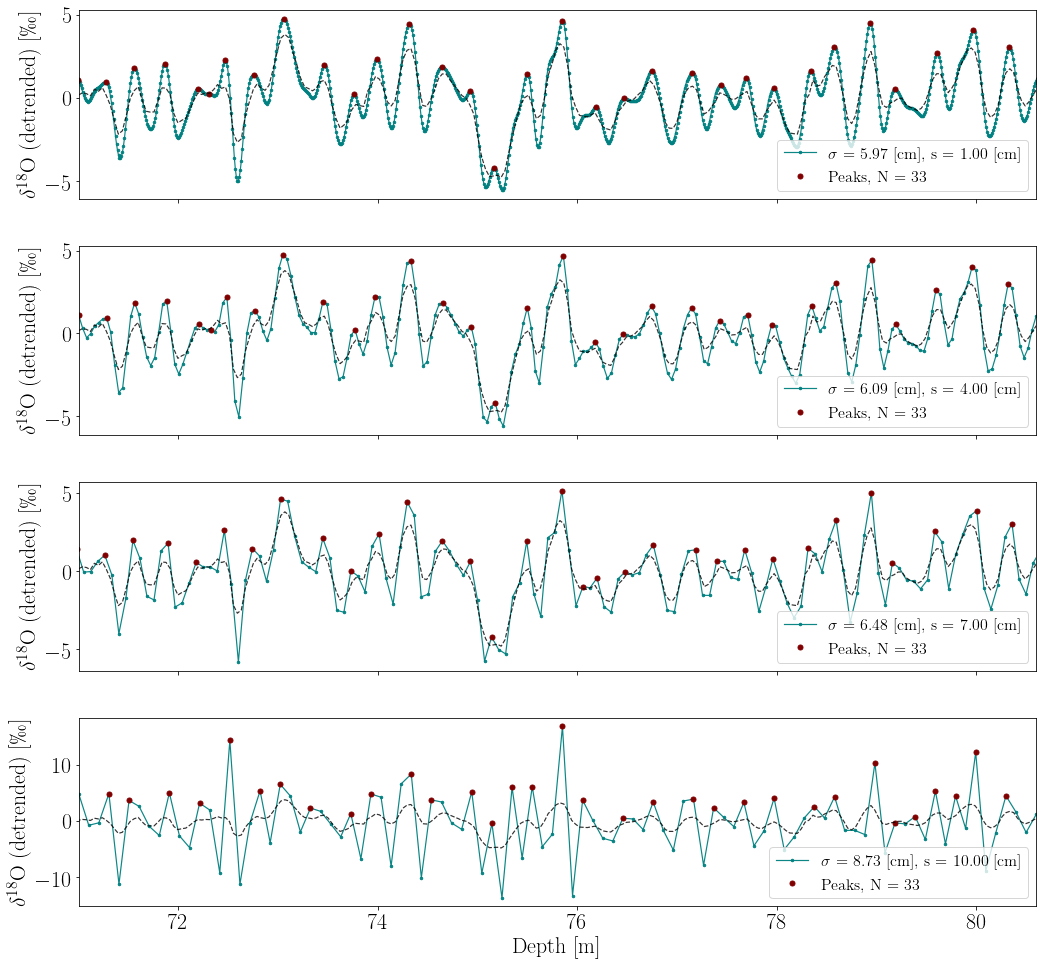 5
0
−5
δ18O (detrended) [‰]
σ = 5.97 [cm], s = 1.00 [cm]
Peaks, N = 33
5
0
−5
δ18O (detrended) [‰]
σ = 6.09 [cm], s = 4.00 [cm]
Peaks, N = 33
5
0
−5
δ18O (detrended) [‰]
σ = 6.48 [cm], s = 7.00 [cm]
Peaks, N = 33
10
0
−10
δ18O (detrended) [‰]
σ = 8.73 [cm], s = 10.00 [cm]
Peaks, N = 33
72 74 76 78 80
Depth [m]